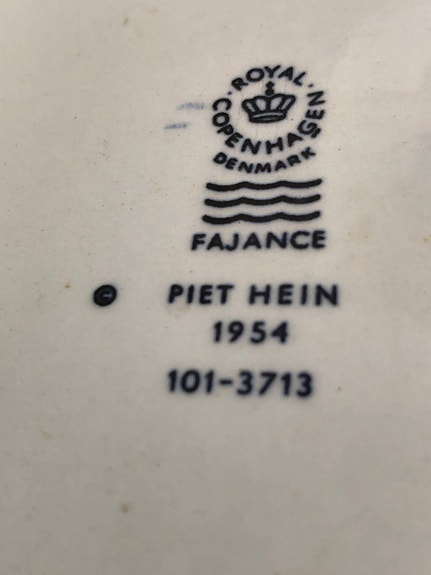 ROYAL
COPENHAGEN
DENMARK
FAJANCE
© PIET HEIN
1954
101-3713